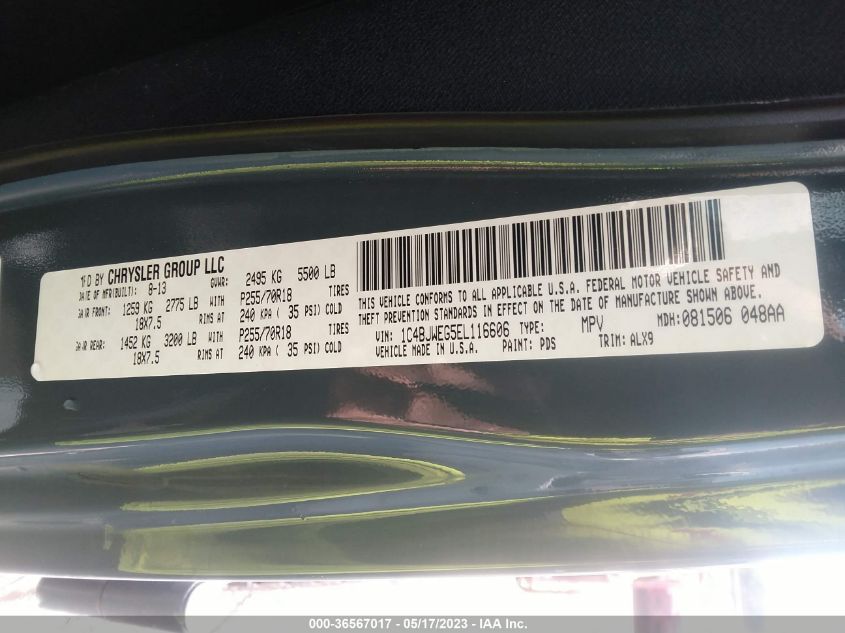 M'D BY CHRYSLER GROUP LLC
DATE OF MFR(BUILT): 8-13 GVWR: 2495 KG 5500 LB
GAWR FRONT: 1259 KG 2775 LB WITH P255/70R18 TIRES
18X7.5 RIMS AT 240 KPA ( 35 PSI) COLD
GAWR REAR: 1452 KG 3200 LB WITH P255/70R18 TIRES
18X7.5 RIMS AT 240 KPA ( 35 PSI) COLD
THIS VEHICLE CONFORMS TO ALL APPLICABLE U.S.A. FEDERAL MOTOR VEHICLE SAFETY AND
THEFT PREVENTION STANDARDS IN EFFECT ON THE DATE OF MANUFACTURE SHOWN ABOVE.
VIN: 1C4BJWEG5EL116606 TYPE: MPV MDH: 081506 048AA
VEHICLE MADE IN U.S.A. PAINT: PDS TRIM: ALX9
000-36567017 - 05/17/2023 - IAA Inc.